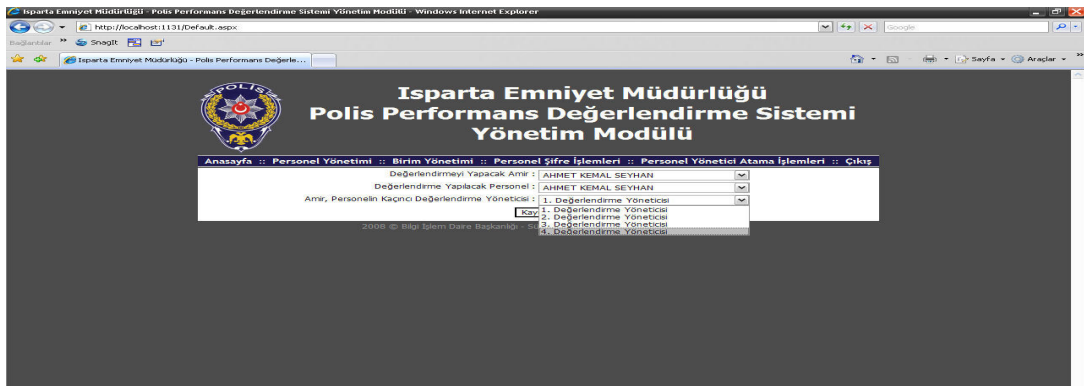 Isparta Emniyet Müdürlüğü - Polis Performans Değerlendirme Sistemi Yönetim Modülü - Windows Internet Explorer
http://localhost:1131/Default.aspx
Google
Bağlantılar » SnagIt
Isparta Emniyet Müdürlüğü - Polis Performans Değerle...
Sayfa Araçlar »
POLİS
Isparta Emniyet Müdürlüğü
Polis Performans Değerlendirme Sistemi
Yönetim Modülü
Anasayfa :: Personel Yönetimi :: Birim Yönetimi :: Personel Şifre İşlemleri :: Personel Yönetici Atama İşlemleri :: Çıkış
Değerlendirmeyi Yapacak Amir : AHMET KEMAL SEYHAN
Değerlendirme Yapılacak Personel : AHMET KEMAL SEYHAN
Amir, Personelin Kaçıncı Değerlendirme Yöneticisi : 1. Değerlendirme Yöneticisi
Kay
1. Değerlendirme Yöneticisi
2. Değerlendirme Yöneticisi
3. Değerlendirme Yöneticisi
4. Değerlendirme Yöneticisi
2008 © Bilgi İşlem Daire Başkanlığı -